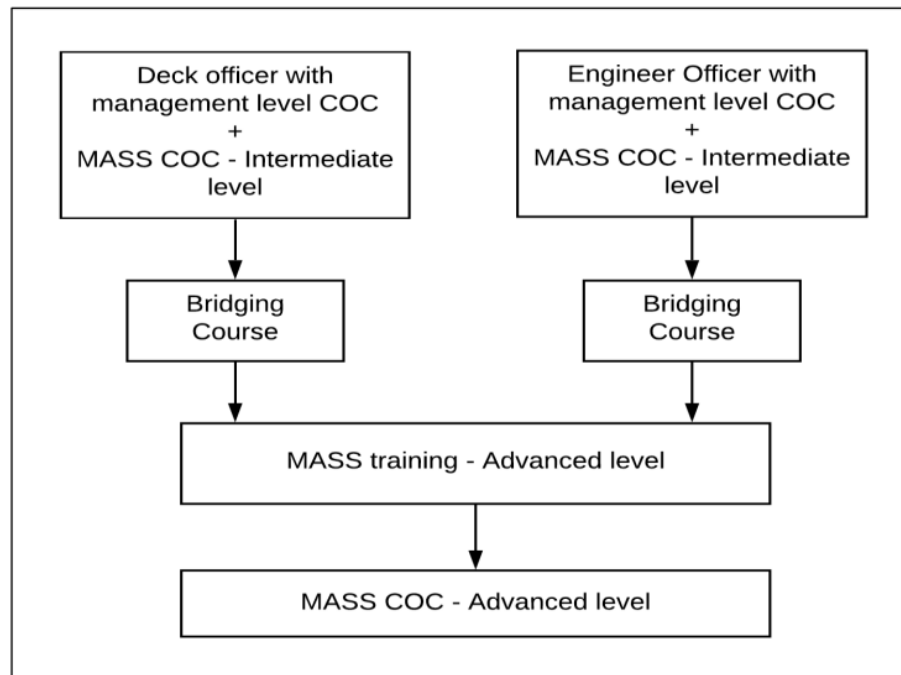 Deck officer with
management level COC
+
MASS COC - Intermediate
level
Engineer Officer with
management level COC
+
MASS COC - Intermediate
level
Bridging
Course
Bridging
Course
MASS training - Advanced level
MASS COC - Advanced level